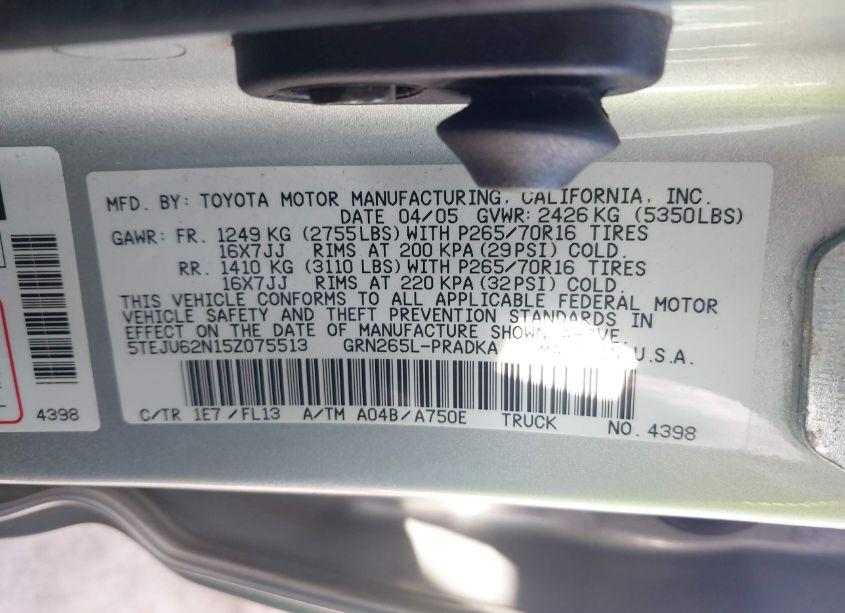 MFD. BY: TOYOTA MOTOR MANUFACTURING, CALIFORNIA, INC.
DATE 04/05 GVWR: 2426 KG (5350LBS)
GAWR: FR. 1249 KG (2755LBS) WITH P265/70R16 TIRES
16X7JJ RIMS AT 200 KPA (29PSI) COLD.
RR. 1410 KG (3110 LBS) WITH P265/70R16 TIRES
16X7JJ RIMS AT 220 KPA (32PSI) COLD.
THIS VEHICLE CONFORMS TO ALL APPLICABLE FEDERAL MOTOR
VEHICLE SAFETY AND THEFT PREVENTION STANDARDS IN
EFFECT ON THE DATE OF MANUFACTURE SHOWN ABOVE.
5TEJU62N15Z075513 GRN265L-PRADKA U.S.A.
C/TR 1E7 /FL13 A/TM A04B/A750E TRUCK NO. 4398
4398